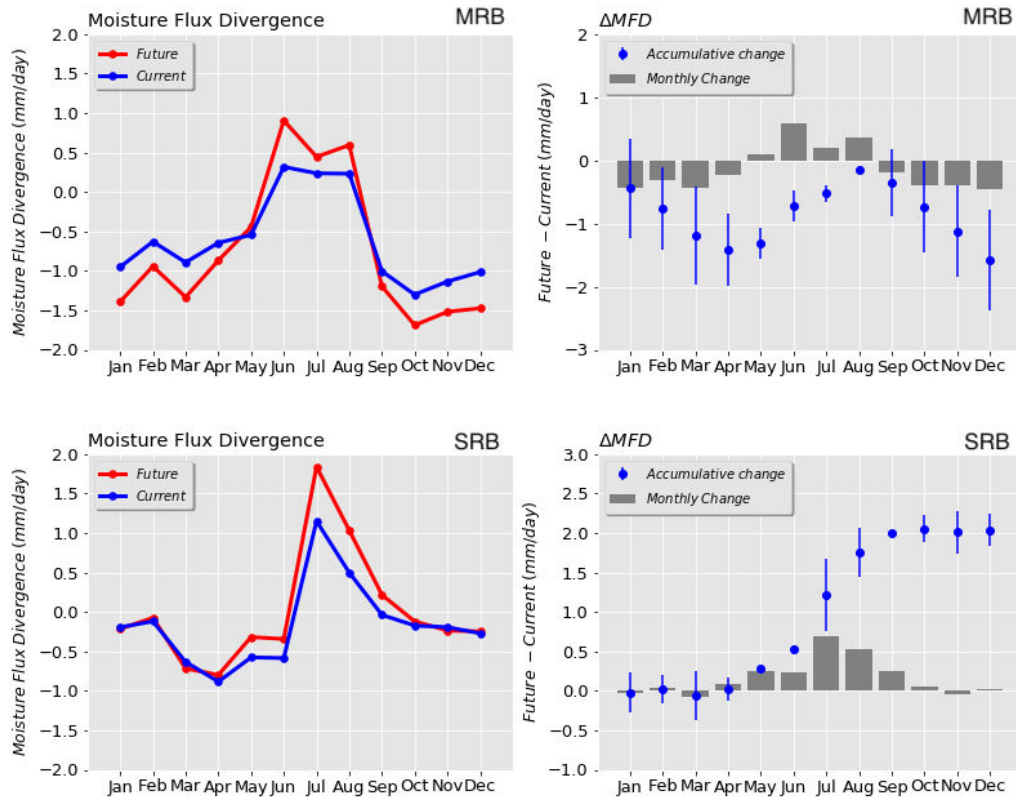 Moisture Flux Divergence MRB
Moisture Flux Divergence (mm/day)
2.0
1.5
1.0
0.5
0.0
−0.5
−1.0
−1.5
−2.0
Future
Current
Jan Feb Mar Apr May Jun Jul Aug Sep Oct Nov Dec
ΔMFD MRB
Future − Current (mm/day)
2
1
0
−1
−2
−3
Accumulative change
Monthly Change
Jan Feb Mar Apr May Jun Jul Aug Sep Oct Nov Dec
Moisture Flux Divergence SRB
Moisture Flux Divergence (mm/day)
2.0
1.5
1.0
0.5
0.0
−0.5
−1.0
−1.5
−2.0
Future
Current
Jan Feb Mar Apr May Jun Jul Aug Sep Oct Nov Dec
ΔMFD SRB
Future − Current (mm/day)
3.0
2.5
2.0
1.5
1.0
0.5
0.0
−0.5
−1.0
Accumulative change
Monthly Change
Jan Feb Mar Apr May Jun Jul Aug Sep Oct Nov Dec